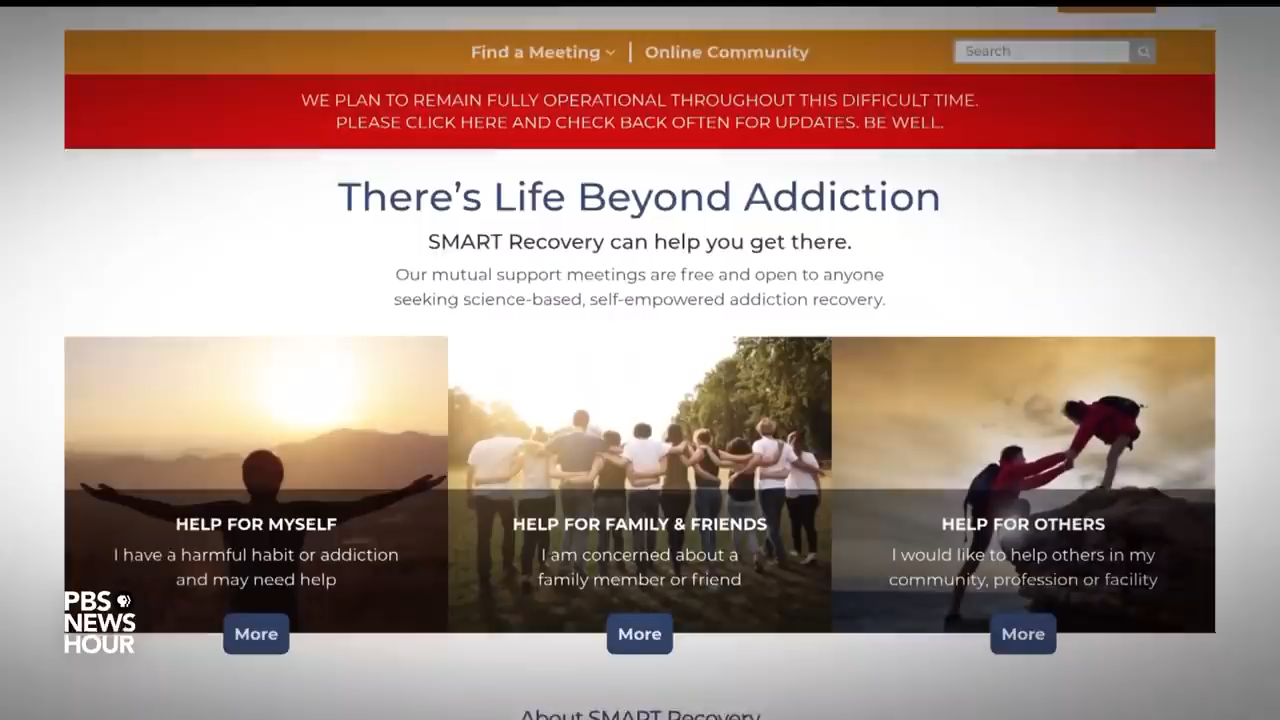 Find a Meeting | Online Community
Search
WE PLAN TO REMAIN FULLY OPERATIONAL THROUGHOUT THIS DIFFICULT TIME.
PLEASE CLICK HERE AND CHECK BACK OFTEN FOR UPDATES. BE WELL.
There's Life Beyond Addiction
SMART Recovery can help you get there.
Our mutual support meetings are free and open to anyone
seeking science-based, self-empowered addiction recovery.
HELP FOR MYSELF
I have a harmful habit or addiction
and may need help
More
HELP FOR FAMILY & FRIENDS
I am concerned about a
family member or friend
More
HELP FOR OTHERS
I would like to help others in my
community, profession or facility
More
PBS
NEWS
HOUR
About SMART Recovery